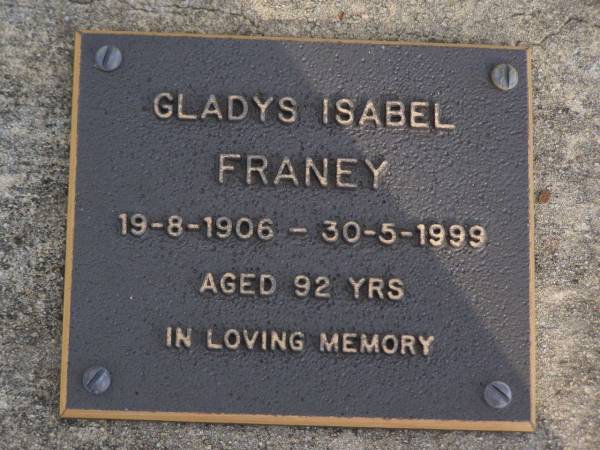 GLADYS ISABEL
FRANEY
19-8-1906 – 30-5-1999
AGED 92 YRS
IN LOVING MEMORY